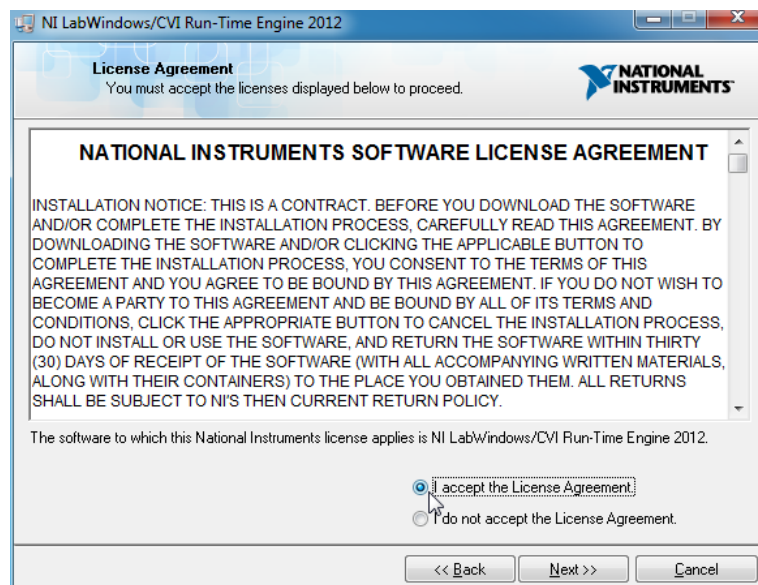 NI LabWindows/CVI Run-Time Engine 2012
License Agreement
You must accept the licenses displayed below to proceed.
NATIONAL
INSTRUMENTS™
NATIONAL INSTRUMENTS SOFTWARE LICENSE AGREEMENT
INSTALLATION NOTICE: THIS IS A CONTRACT. BEFORE YOU DOWNLOAD THE SOFTWARE
AND/OR COMPLETE THE INSTALLATION PROCESS, CAREFULLY READ THIS AGREEMENT. BY
DOWNLOADING THE SOFTWARE AND/OR CLICKING THE APPLICABLE BUTTON TO
COMPLETE THE INSTALLATION PROCESS, YOU CONSENT TO THE TERMS OF THIS
AGREEMENT AND YOU AGREE TO BE BOUND BY THIS AGREEMENT. IF YOU DO NOT WISH TO
BECOME A PARTY TO THIS AGREEMENT AND BE BOUND BY ALL OF ITS TERMS AND
CONDITIONS, CLICK THE APPROPRIATE BUTTON TO CANCEL THE INSTALLATION PROCESS,
DO NOT INSTALL OR USE THE SOFTWARE, AND RETURN THE SOFTWARE WITHIN THIRTY
(30) DAYS OF RECEIPT OF THE SOFTWARE (WITH ALL ACCOMPANYING WRITTEN MATERIALS,
ALONG WITH THEIR CONTAINERS) TO THE PLACE YOU OBTAINED THEM. ALL RETURNS
SHALL BE SUBJECT TO NI'S THEN CURRENT RETURN POLICY.
The software to which this National Instruments license applies is NI LabWindows/CVI Run-Time Engine 2012.
I accept the License Agreement.
I do not accept the License Agreement.
<< Back
Next >>
Cancel